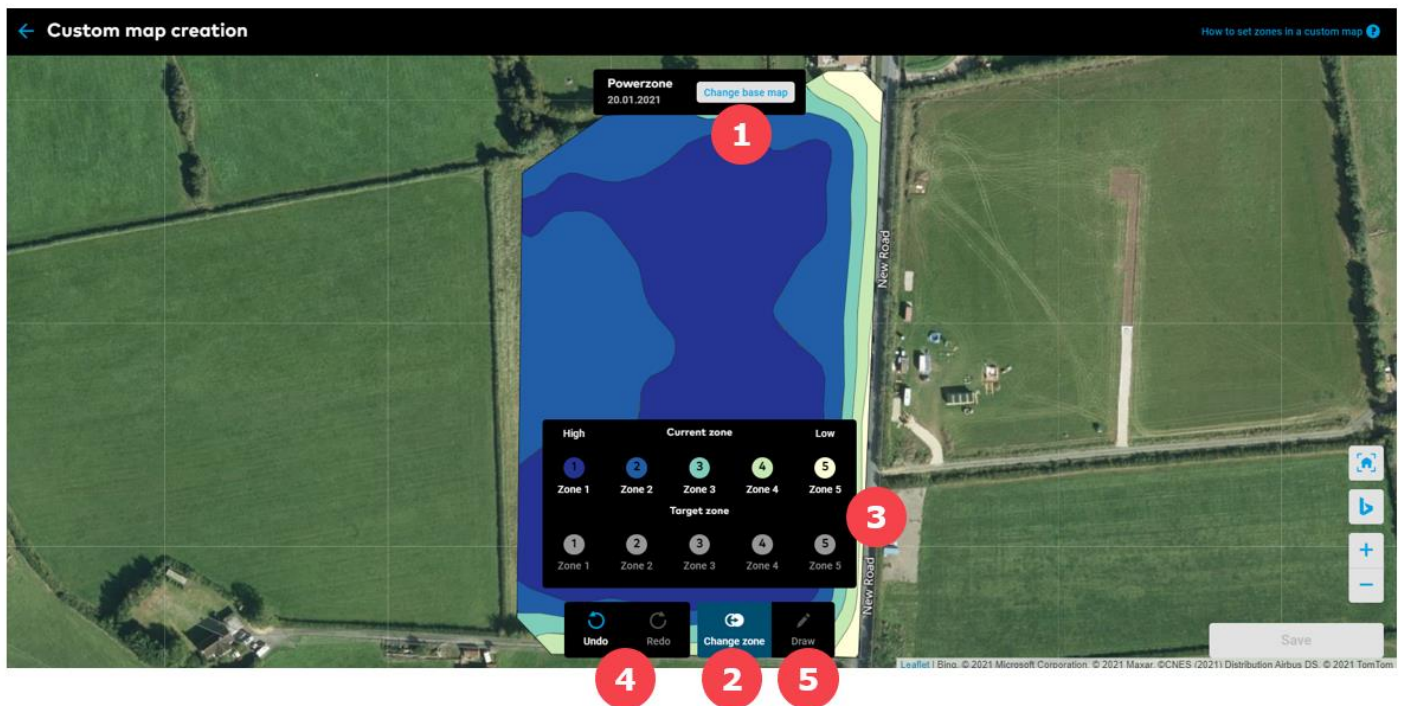 Custom map creation
How to set zones in a custom map ?
Powerzone
20.01.2021
Change base map
1
New Road
High Current zone Low
1 2 3 4 5
Zone 1 Zone 2 Zone 3 Zone 4 Zone 5
Target zone
3
1 2 3 4 5
Zone 1 Zone 2 Zone 3 Zone 4 Zone 5
New Road
Undo Redo Change zone Draw
Save
Leaflet | Bing, © 2021 Microsoft Corporation, © 2021 Maxar, ©CNES (2021) Distribution Airbus DS, © 2021 TomTom
4 2 5